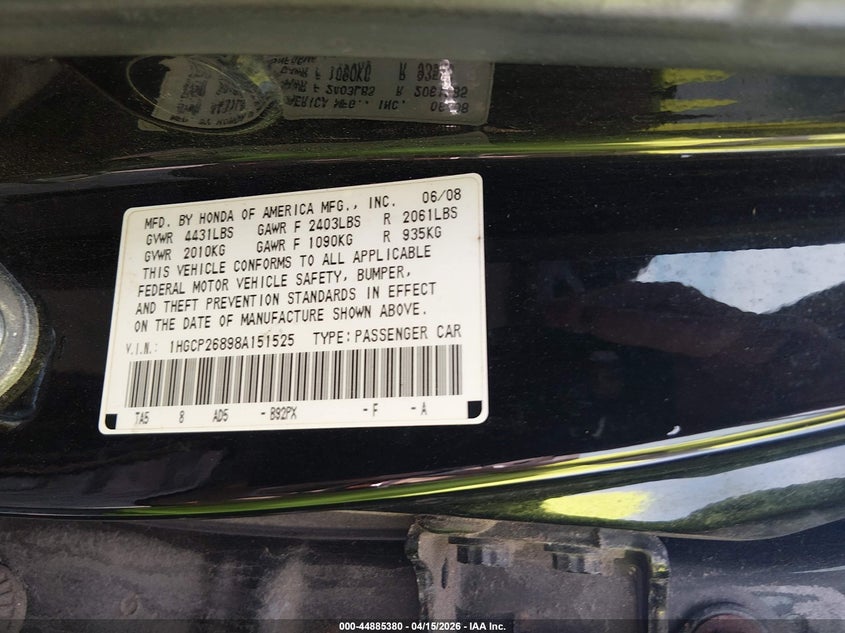 MFD. BY HONDA OF AMERICA MFG., INC. 06/08
GVWR 4431LBS GAWR F 2403LBS R 2061LBS
GVWR 2010KG GAWR F 1090KG R 935KG
THIS VEHICLE CONFORMS TO ALL APPLICABLE
FEDERAL MOTOR VEHICLE SAFETY, BUMPER,
AND THEFT PREVENTION STANDARDS IN EFFECT
ON THE DATE OF MANUFACTURE SHOWN ABOVE.
V.I.N.: 1HGCP26898A151525 TYPE:PASSENGER CAR
TA5 8 AD5 -B92PX -F -A
000-44885380 - 04/15/2026 - IAA Inc.